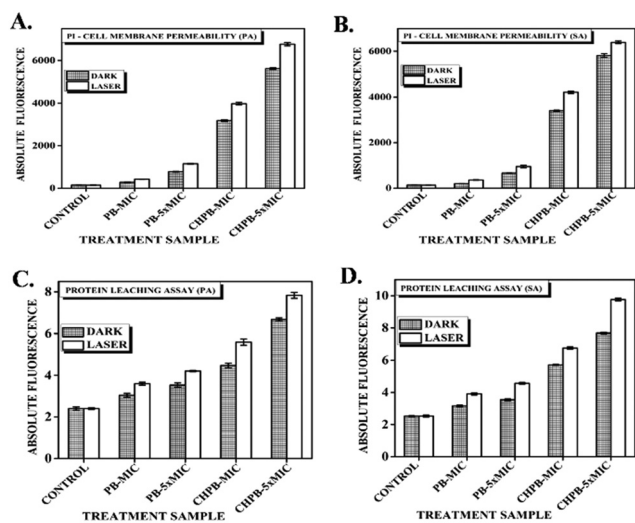 A.
PI - CELL MEMBRANE PERMEABILITY (PA)
DARK
LASER
ABSOLUTE FLUORESCENCE
6000
4000
2000
0
CONTROL
PB-MIC
PB-5xMIC
CHPB-MIC
CHPB-5xMIC
TREATMENT SAMPLE
B.
PI - CELL MEMBRANE PERMEABILITY (SA)
DARK
LASER
ABSOLUTE FLUORESCENCE
6000
4000
2000
0
CONTROL
PB-MIC
PB-5xMIC
CHPB-MIC
CHPB-5xMIC
TREATMENT SAMPLE
C.
PROTEIN LEACHING ASSAY (PA)
DARK
LASER
ABSOLUTE FLUORESCENCE
8
6
4
2
0
CONTROL
PB-MIC
PB-5xMIC
CHPB-MIC
CHPB-5xMIC
TREATMENT SAMPLE
D.
PROTEIN LEACHING ASSAY (SA)
DARK
LASER
ABSOLUTE FLUORESCENCE
10
8
6
4
2
0
CONTROL
PB-MIC
PB-5xMIC
CHPB-MIC
CHPB-5xMIC
TREATMENT SAMPLE